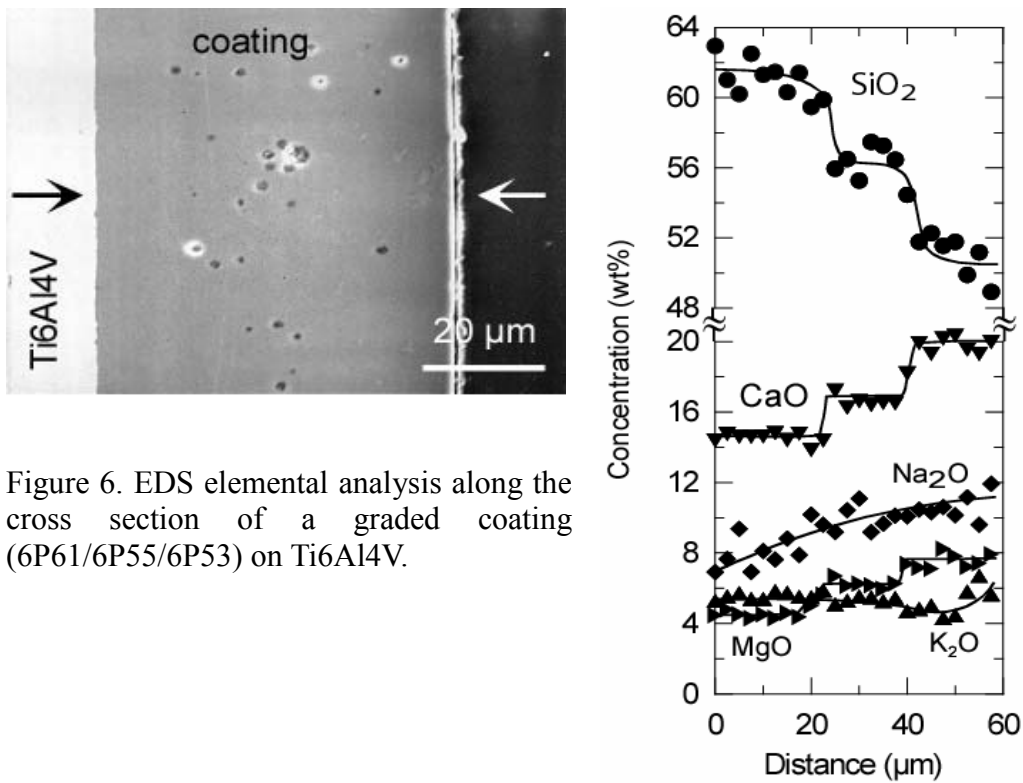 coating
Ti6Al4V
20 µm
Figure 6. EDS elemental analysis along the
cross section of a graded coating
(6P61/6P55/6P53) on Ti6Al4V.
64
60
56
52
48
20
16
12
8
4
0
Concentration (wt%)
SiO₂
CaO
Na₂O
MgO
K₂O
0
20
40
60
Distance (µm)